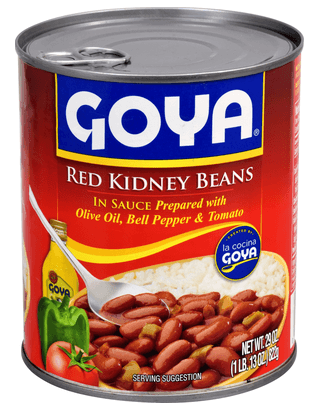 GOYA®
RED KIDNEY BEANS
IN SAUCE Prepared with
Olive Oil, Bell Pepper & Tomato
la cocina
GOYA
GOYA
NET WT. 29 OZ.
(1 LB. 13 OZ.) 822g
SERVING SUGGESTION